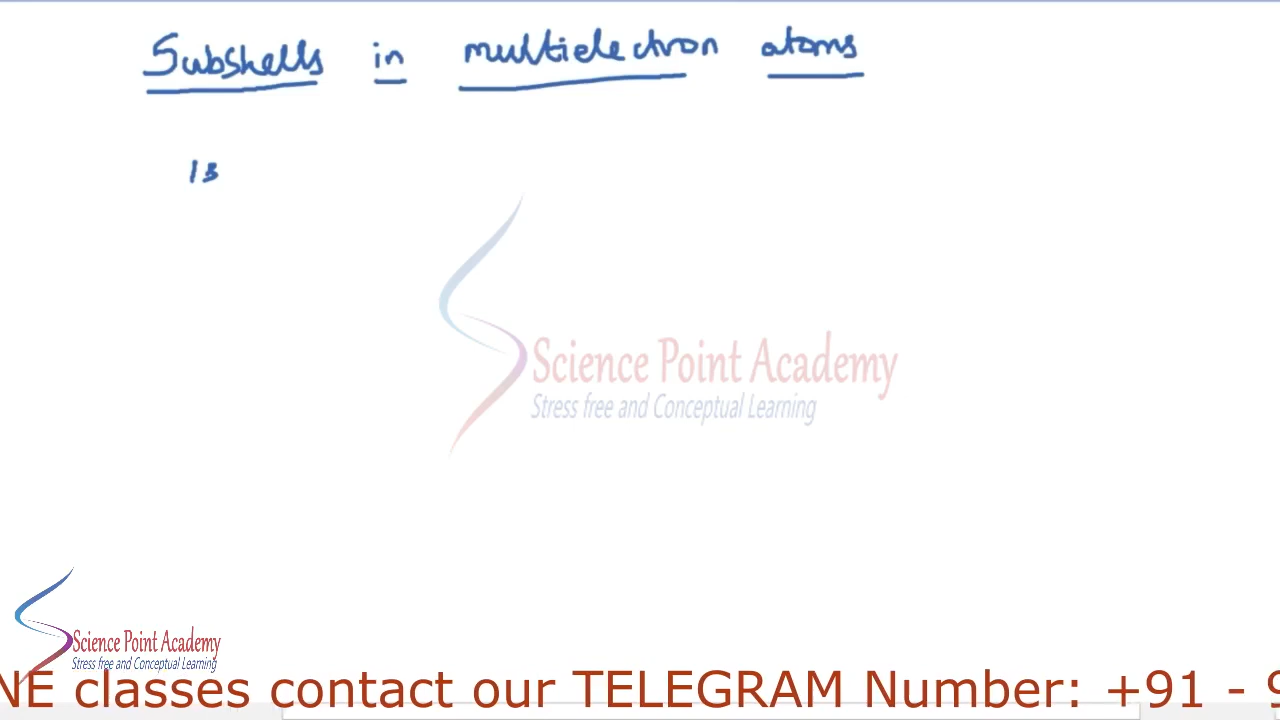 Subshells in multielectron atoms
1s
Science Point Academy
Stress free and Conceptual Learning
Science Point Academy
Stress free and Conceptual Learning
NE classes contact our TELEGRAM Number: +91 - 9